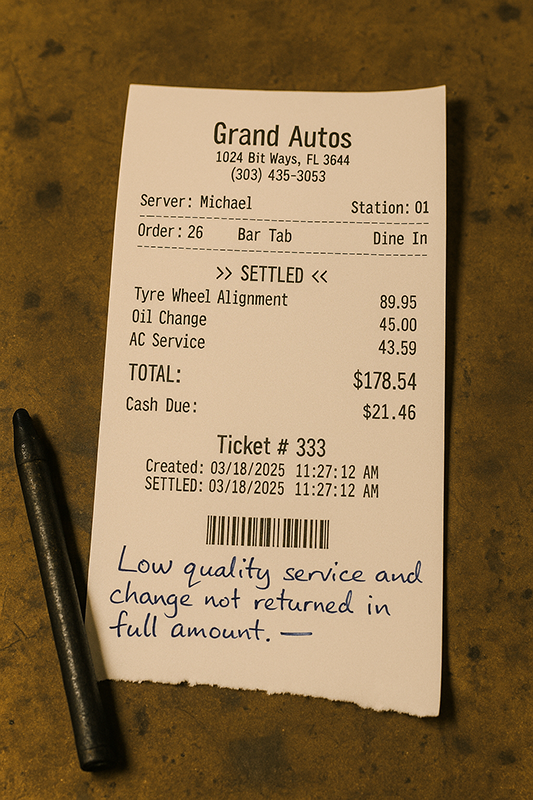 Grand Autos
1024 Bit Ways, FL 3644
(303) 435-3053
Server: Michael Station: 01
Order: 26 Bar Tab Dine In
>> SETTLED <<
Tyre Wheel Alignment 89.95
Oil Change 45.00
AC Service 43.59
TOTAL: $178.54
Cash Due: $21.46
Ticket # 333
Created: 03/18/2025 11:27:12 AM
SETTLED: 03/18/2025 11:27:12 AM
Low quality service and
change not returned in
full amount. —